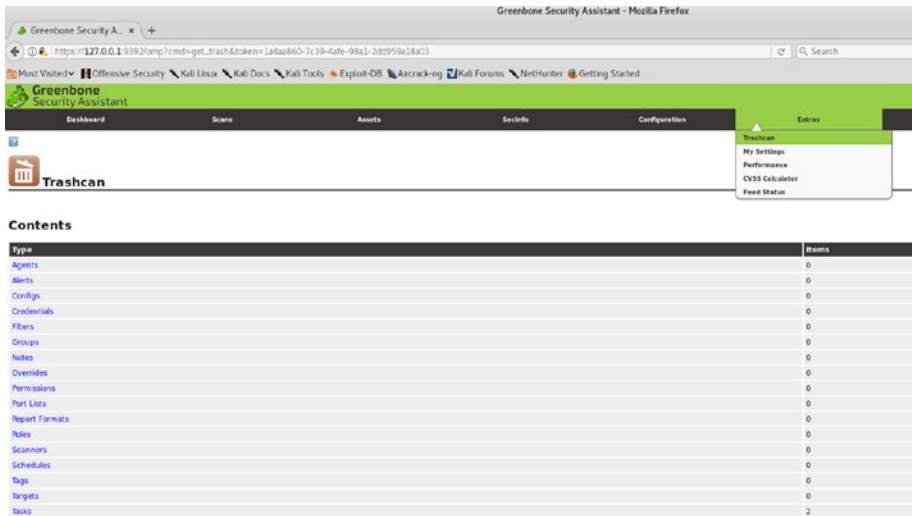 Greenbone Security Assistant - Mozilla Firefox
Greenbone Security A... × +
https://127.0.0.1:9392/omp?cmd=get_trash&token=1a8aa860-7c39-4afe-98a1-2dd959a18a03
Search
Most Visited Offensive Security Kali Linux Kali Docs Kali Tools Exploit-DB Aircrack-ng Kali Forums NetHunter Getting Started
Greenbone
Security Assistant
Dashboard Scans Assets SecInfo Configuration Extras
Trashcan
My Settings
Performance
CVSS Calculator
Feed Status
Trashcan
Contents
Type Items
Agents 0
Alerts 0
Configs 0
Credentials 0
Filters 0
Groups 0
Notes 0
Overrides 0
Permissions 0
Port Lists 0
Report Formats 0
Roles 0
Scanners 0
Schedules 0
Tags 0
Targets 0
Tasks 2